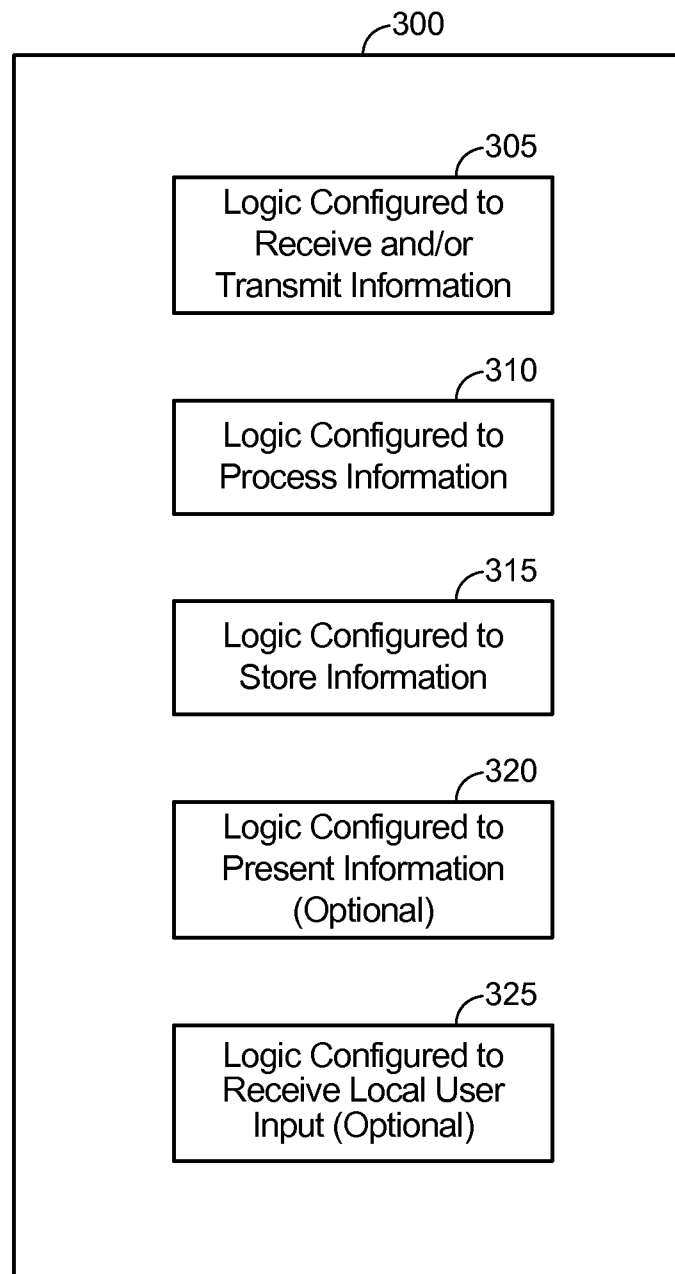 300
305
Logic Configured to
Receive and/or
Transmit Information
310
Logic Configured to
Process Information
315
Logic Configured to
Store Information
320
Logic Configured to
Present Information
(Optional)
325
Logic Configured to
Receive Local User
Input (Optional)